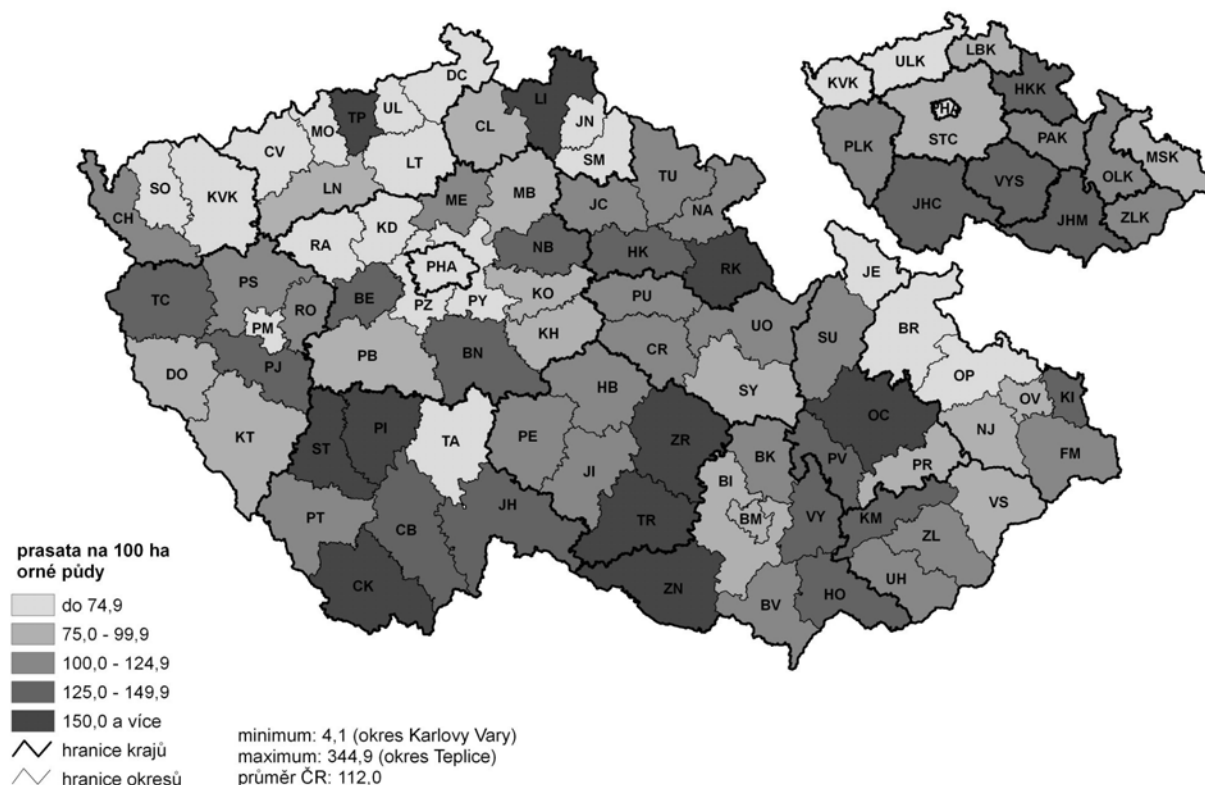 DC
LI
TP
UL
MO
CL
JN
CV
LT
SM
SO
KVK
LN
ME
MB
TU
CH
JC
NA
RA
KD
NB
HK
RK
PHA
TC
PS
RO
BE
PZ
PY
KO
PU
PM
KH
CR
UO
DO
PJ
PB
BN
HB
SY
SU
JE
BR
OP
OV
KI
KT
ST
PI
TA
PE
ZR
OC
NJ
FM
JI
BK
PV
PR
BI
BM
VY
KM
VS
PT
CB
JH
TR
ZL
UH
CK
ZN
BV
HO
KVK
ULK
LBK
HKK
PHA
STC
PLK
PAK
MSK
OLK
VYS
JHC
JHM
ZLK
prasata na 100 ha
orné půdy
do 74,9
75,0 - 99,9
100,0 - 124,9
125,0 - 149,9
150,0 a více
hranice krajů
hranice okresů
minimum: 4,1 (okres Karlovy Vary)
maximum: 344,9 (okres Teplice)
průměr ČR: 112,0